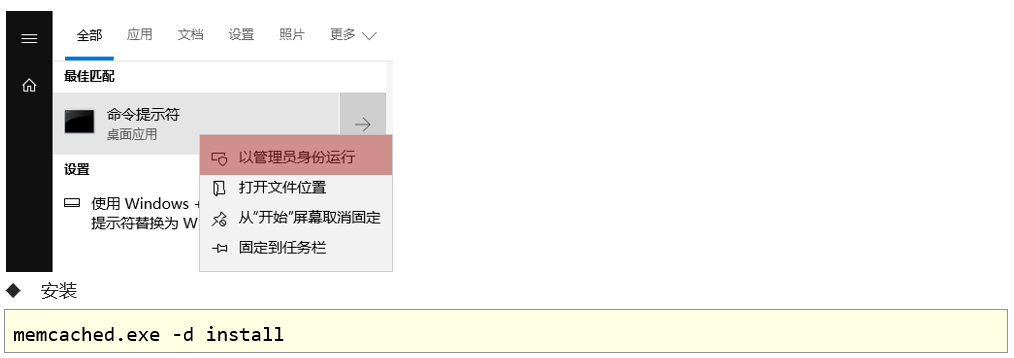 全部 应用 文档 设置 照片 更多
最佳匹配
命令提示符
桌面应用
以管理员身份运行
设置
打开文件位置
使用 Windows +
从“开始”屏幕取消固定
提示符替换为 W
固定到任务栏
◆ 安装
memcached.exe -d install